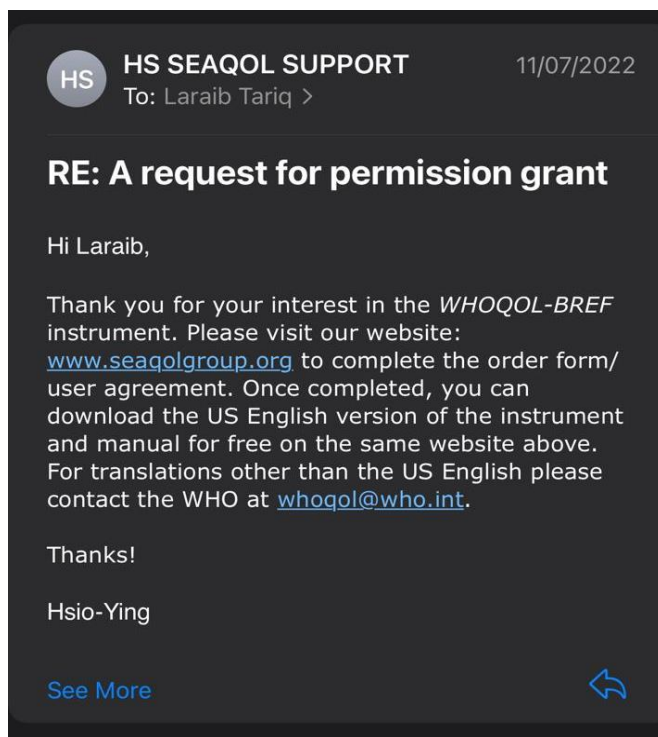 HS
HS SEAQOL SUPPORT 11/07/2022
To: Laraib Tariq >
RE: A request for permission grant
Hi Laraib,
Thank you for your interest in the WHOQOL-BREF
instrument. Please visit our website:
www.seaqolgroup.org to complete the order form/
user agreement. Once completed, you can
download the US English version of the instrument
and manual for free on the same website above.
For translations other than the US English please
contact the WHO at whoqol@who.int.
Thanks!
Hsio-Ying
See More